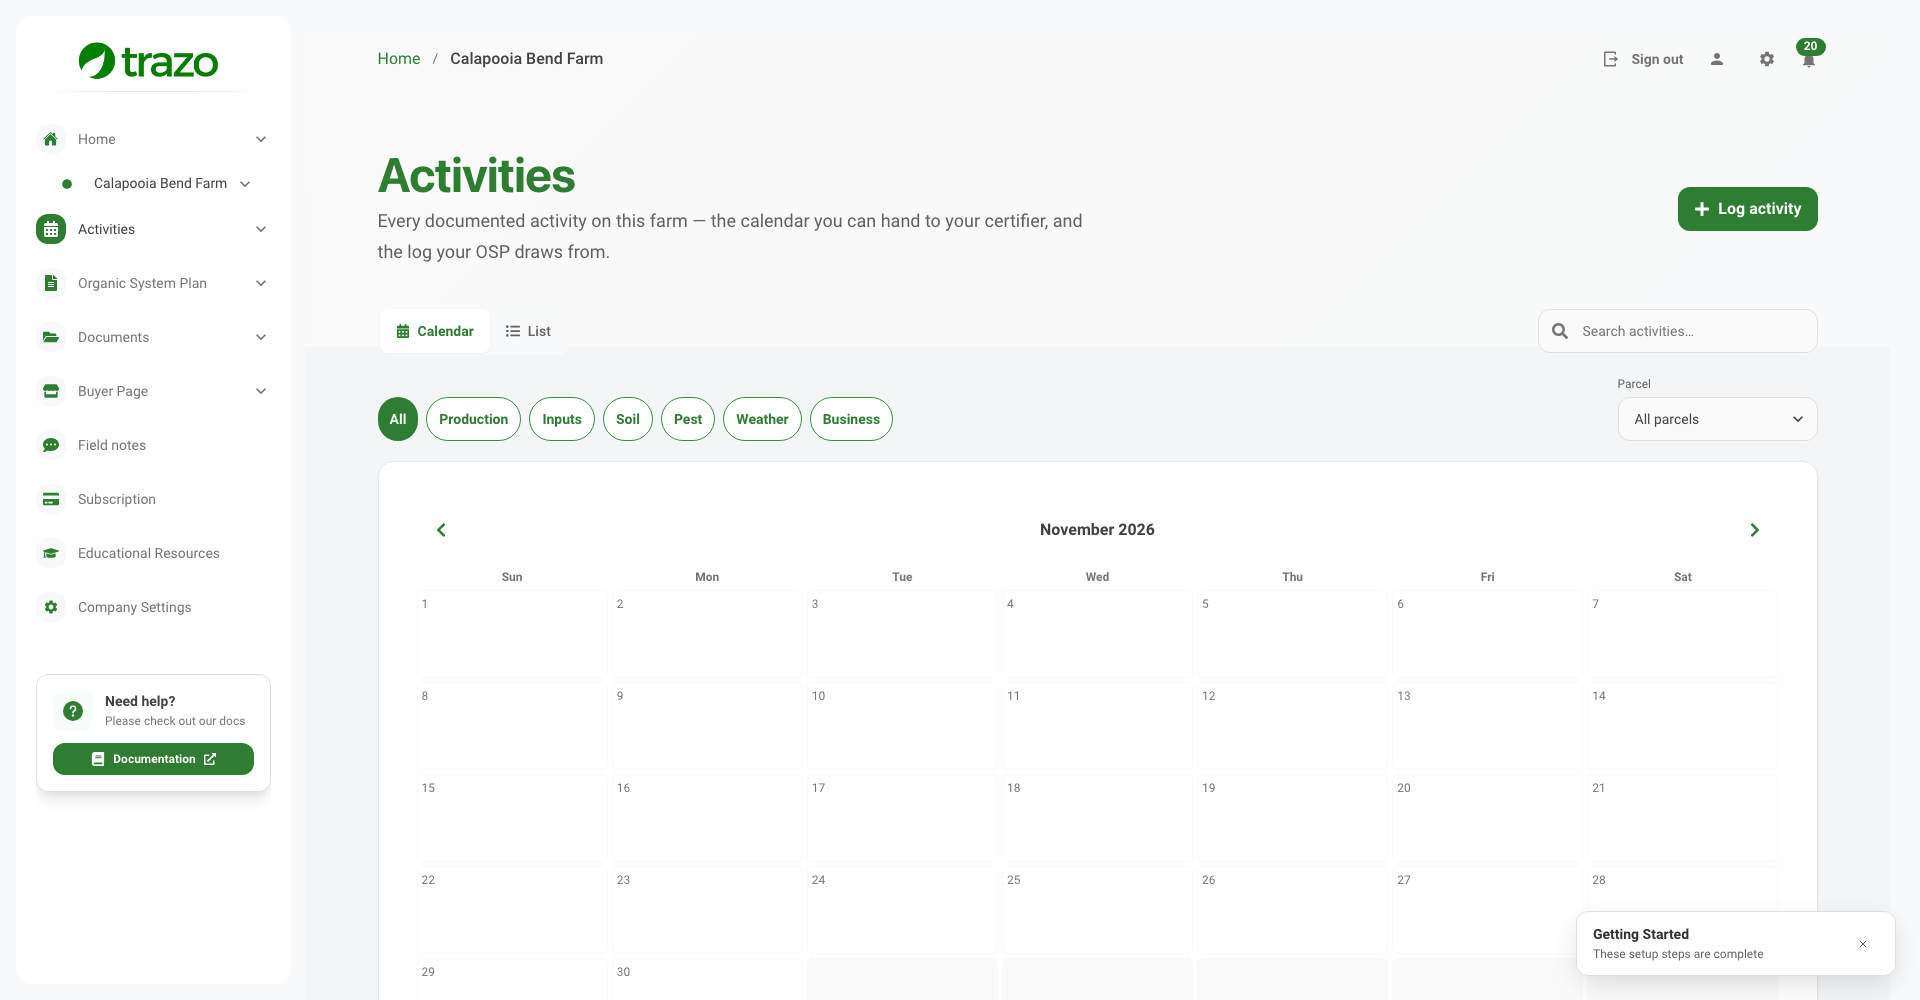 trazo
Home
Calapooia Bend Farm
Activities
Organic System Plan
Documents
Buyer Page
Field notes
Subscription
Educational Resources
Company Settings
Need help?
Please check out our docs
Documentation
Home / Calapooia Bend Farm
Sign out
20
Activities
Every documented activity on this farm — the calendar you can hand to your certifier, and
the log your OSP draws from.
Log activity
Calendar
List
Search activities...
All
Production
Inputs
Soil
Pest
Weather
Business
Parcel
All parcels
November 2026
Sun Mon Tue Wed Thu Fri Sat
1 2 3 4 5 6 7
8 9 10 11 12 13 14
15 16 17 18 19 20 21
22 23 24 25 26 27 28
29 30
Getting Started
These setup steps are complete